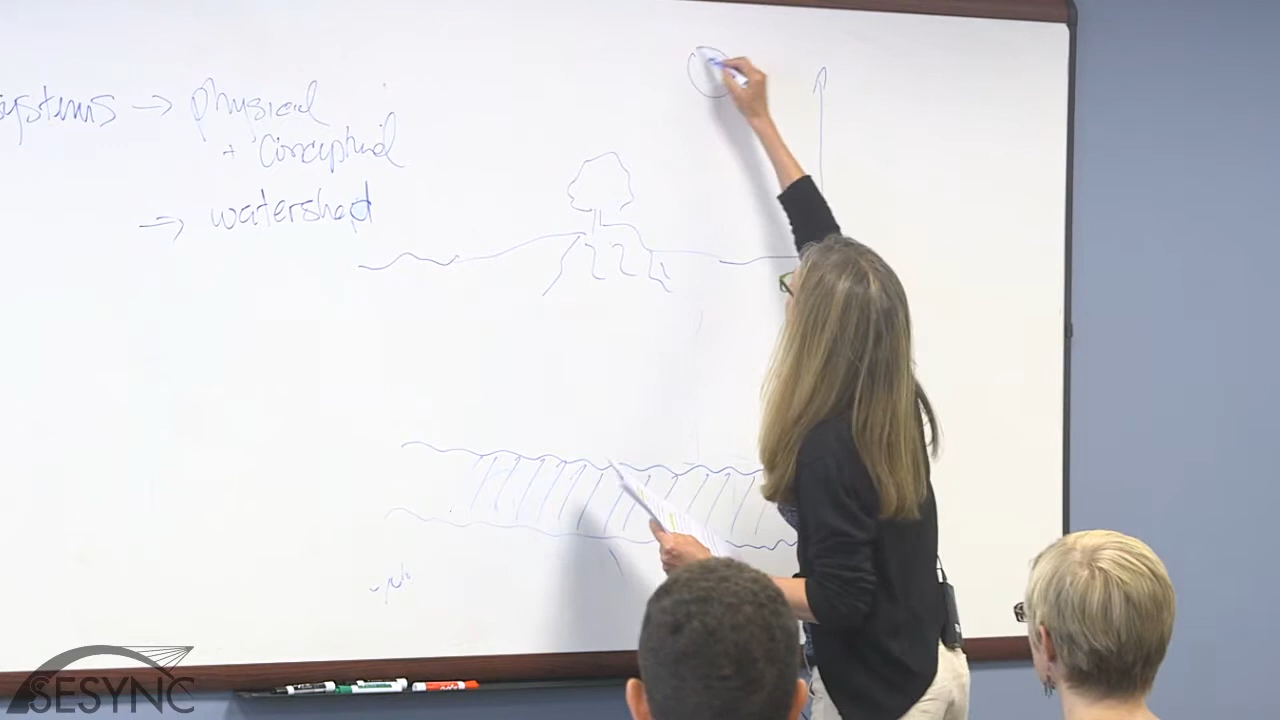 systems → physical
+ conceptual
→ watershed
SESYNC